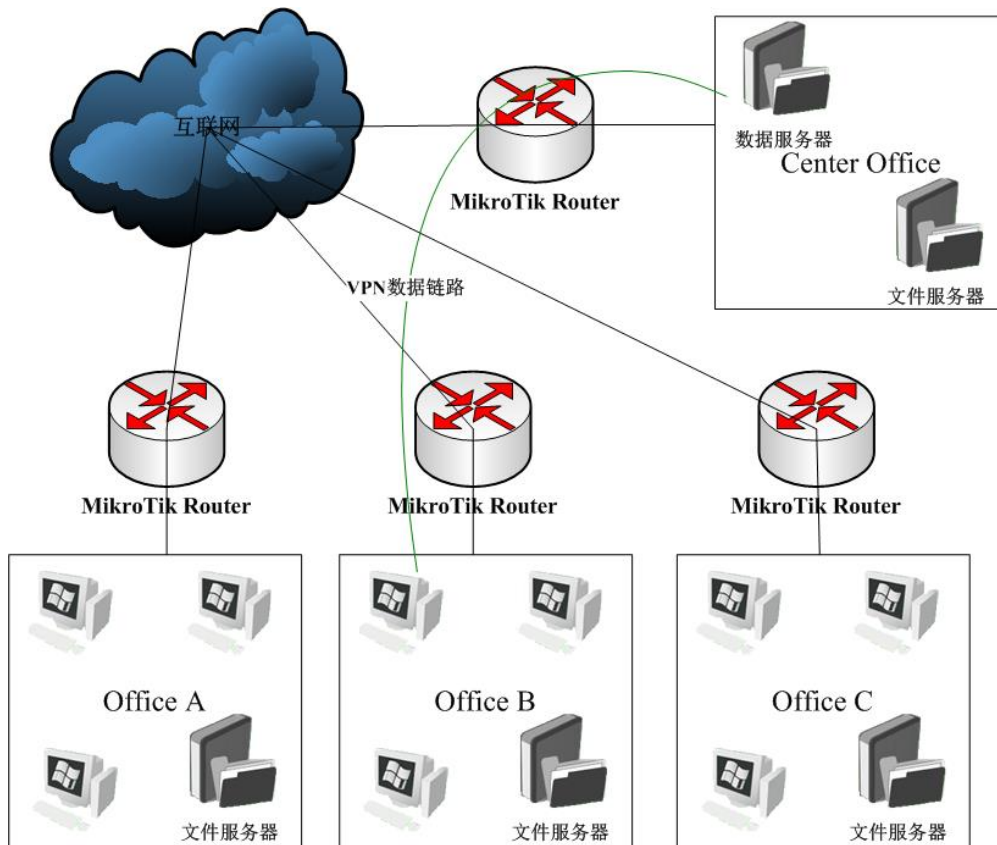 互联网
数据服务器
Center Office
MikroTik Router
文件服务器
VPN数据链路
MikroTik Router
MikroTik Router
MikroTik Router
Office A
Office B
Office C
文件服务器
文件服务器
文件服务器